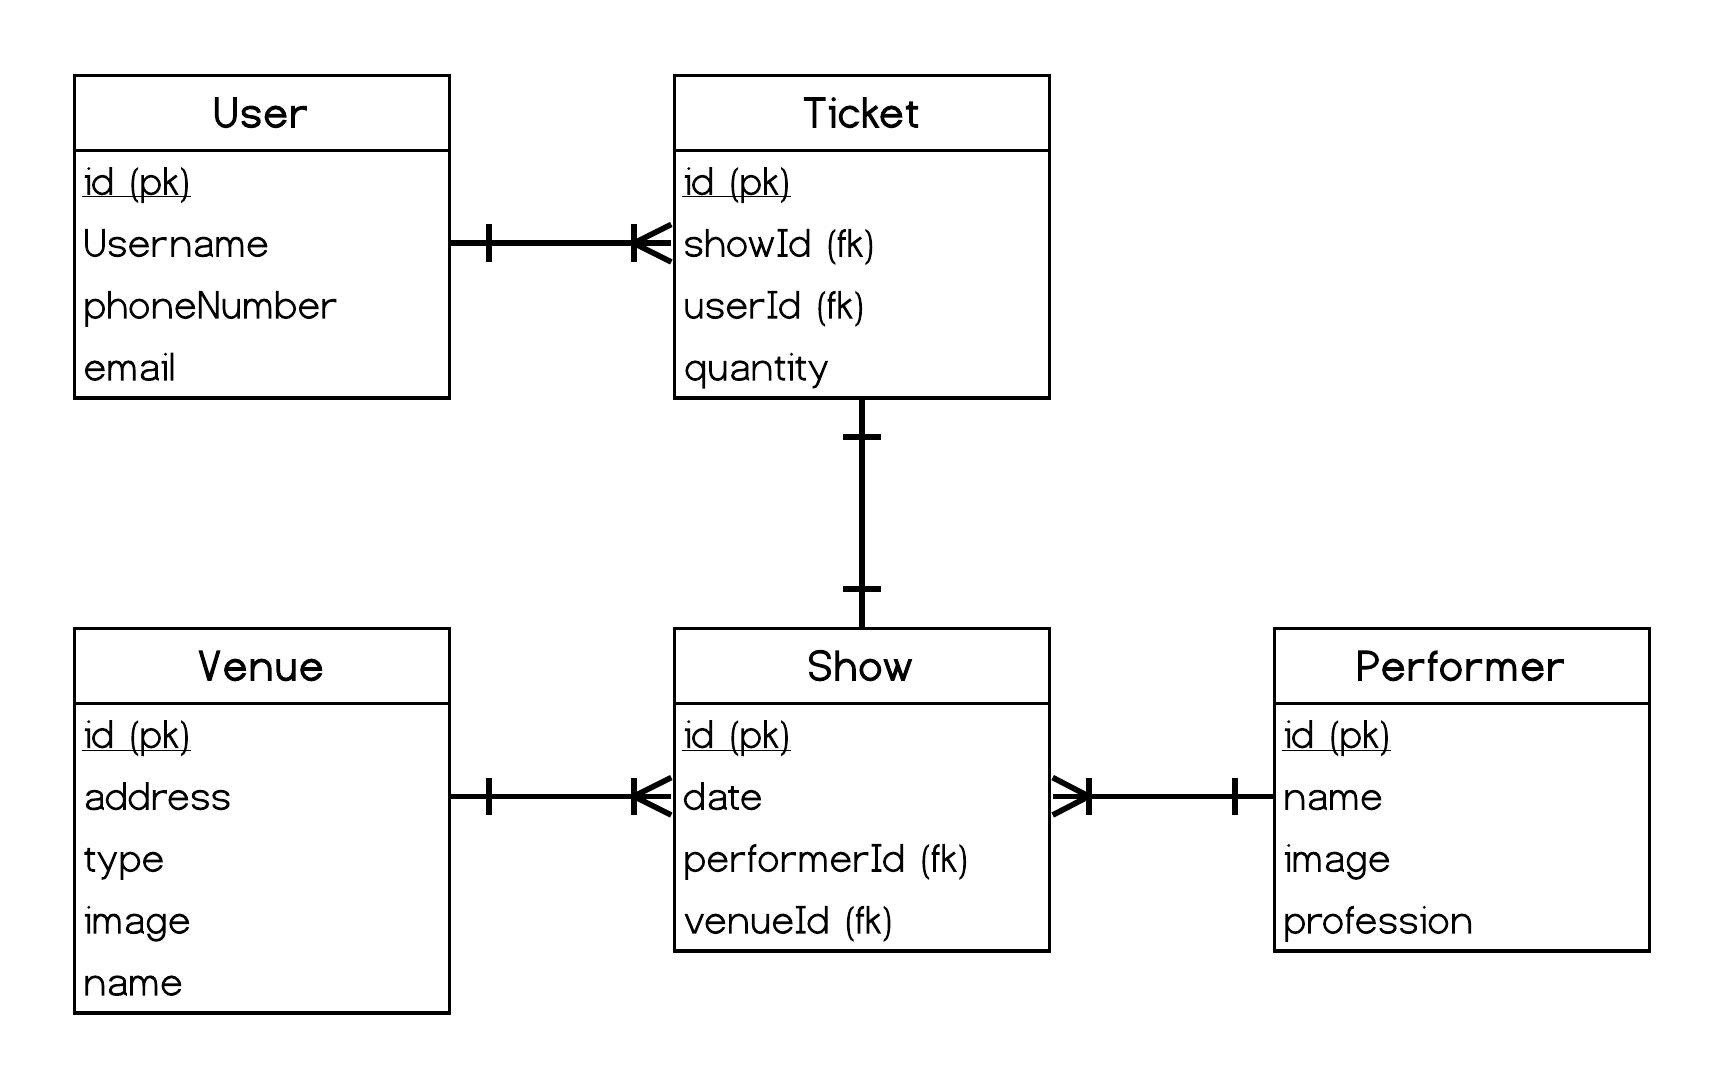 User
id (pk)
Username
phoneNumber
email
Ticket
id (pk)
showId (fk)
userId (fk)
quantity
Venue
id (pk)
address
type
image
name
Show
id (pk)
date
performerId (fk)
venueId (fk)
Performer
id (pk)
name
image
profession